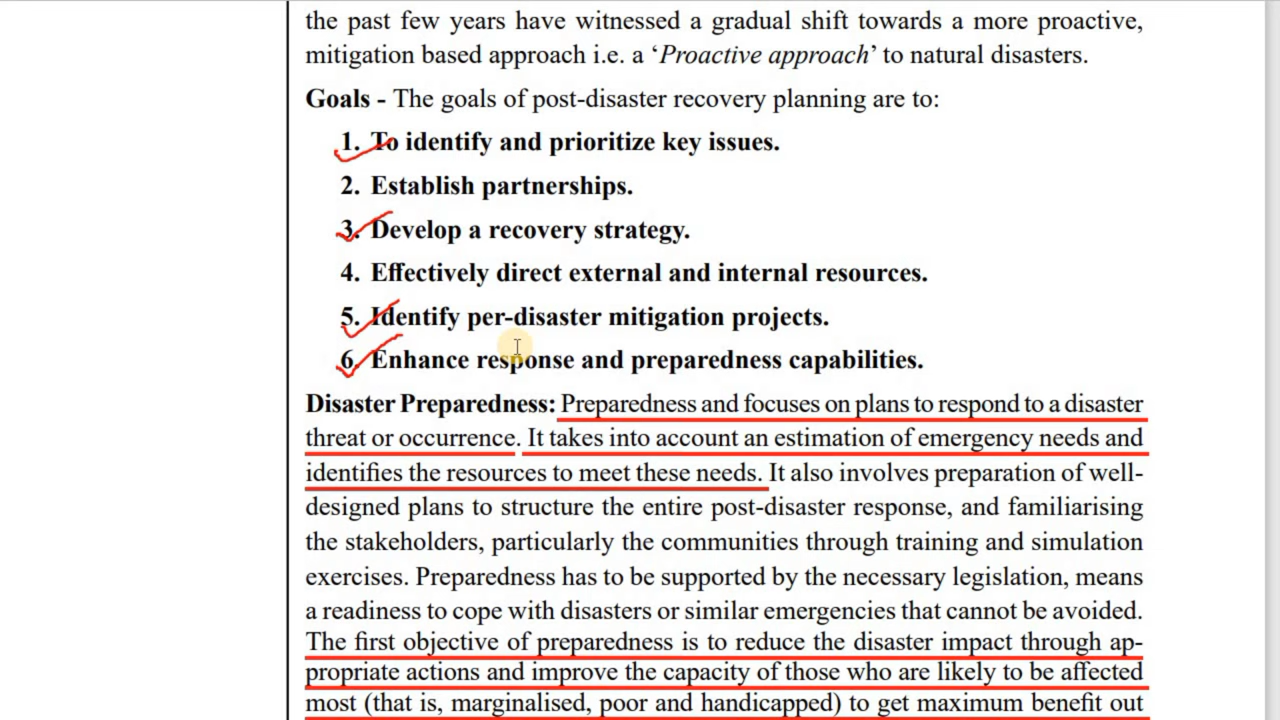 the past few years have witnessed a gradual shift towards a more proactive,
mitigation based approach i.e. a ‘Proactive approach’ to natural disasters.
Goals - The goals of post-disaster recovery planning are to:
1. To identify and prioritize key issues.
2. Establish partnerships.
3. Develop a recovery strategy.
4. Effectively direct external and internal resources.
5. Identify per-disaster mitigation projects.
6. Enhance response and preparedness capabilities.
Disaster Preparedness: Preparedness and focuses on plans to respond to a disaster
threat or occurrence. It takes into account an estimation of emergency needs and
identifies the resources to meet these needs. It also involves preparation of well-
designed plans to structure the entire post-disaster response, and familiarising
the stakeholders, particularly the communities through training and simulation
exercises. Preparedness has to be supported by the necessary legislation, means
a readiness to cope with disasters or similar emergencies that cannot be avoided.
The first objective of preparedness is to reduce the disaster impact through ap-
propriate actions and improve the capacity of those who are likely to be affected
most (that is, marginalised, poor and handicapped) to get maximum benefit out